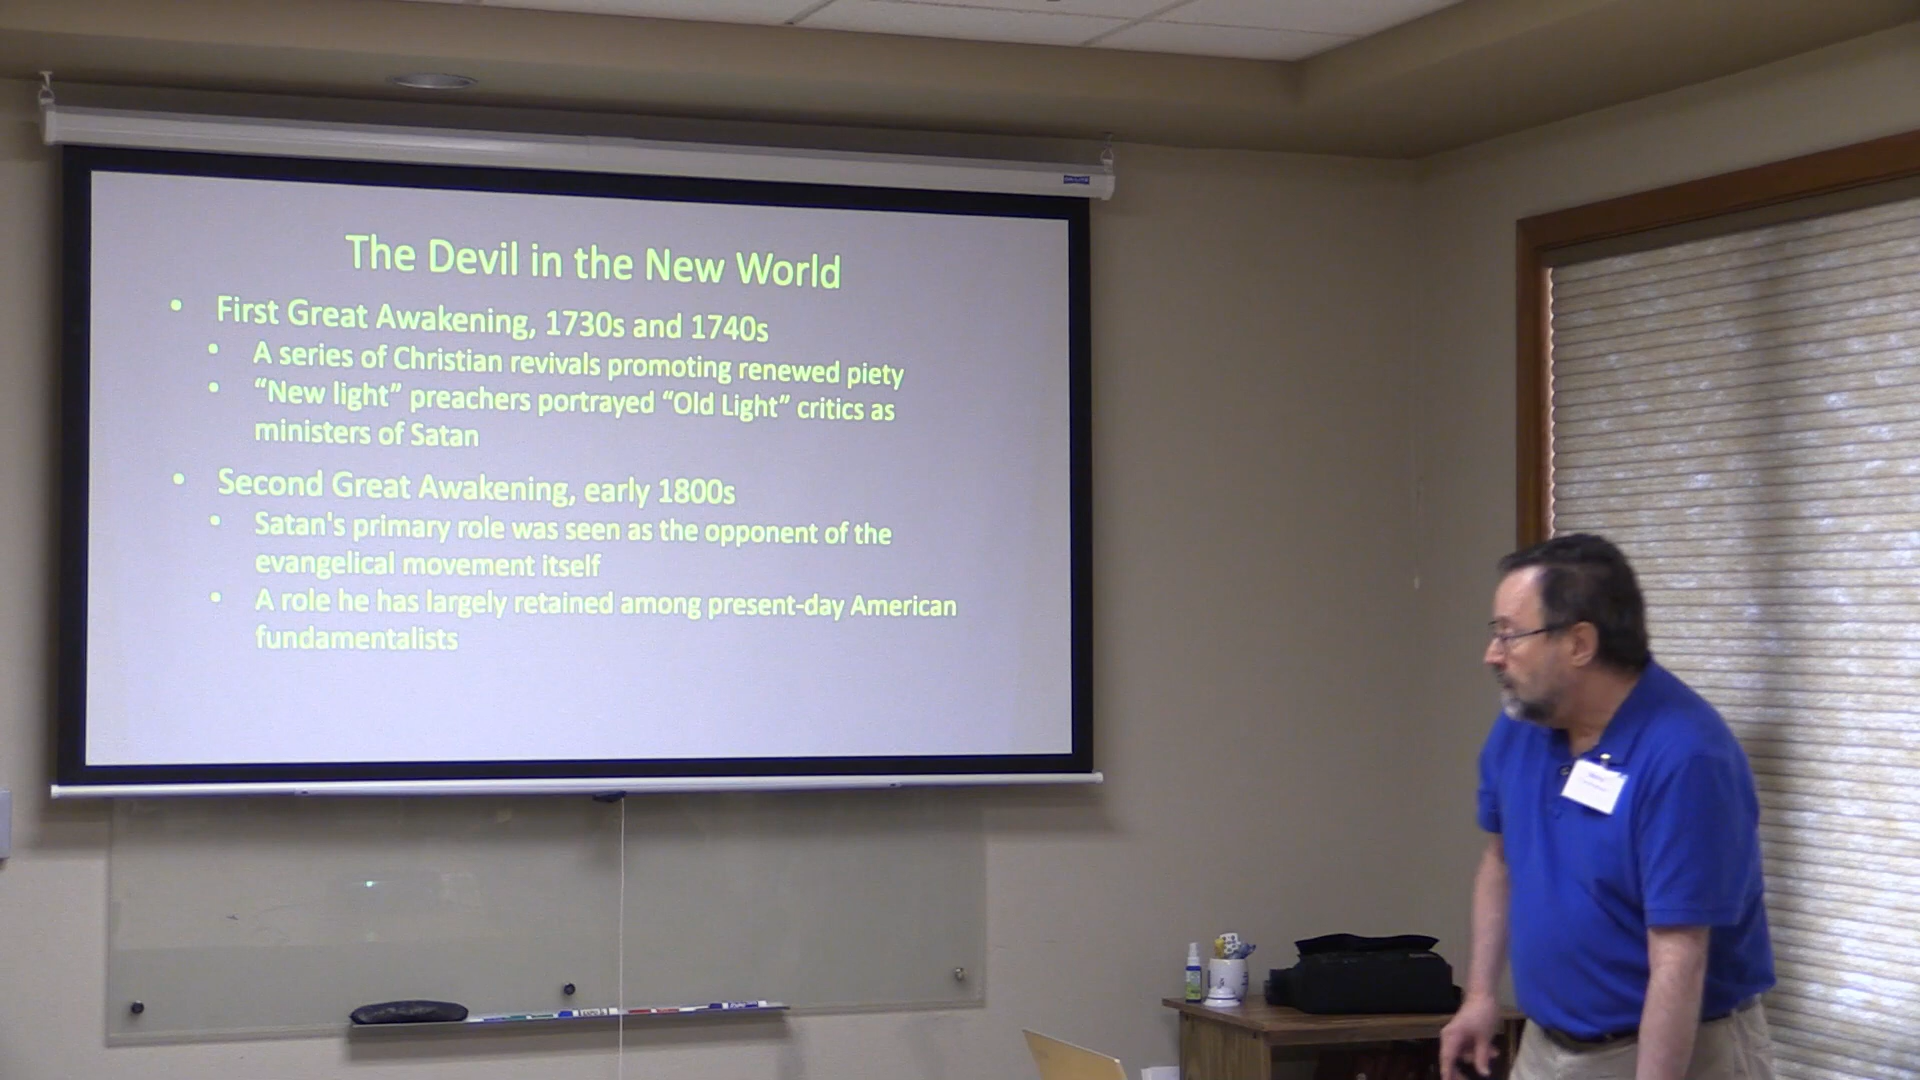 The Devil in the New World
• First Great Awakening, 1730s and 1740s
• A series of Christian revivals promoting renewed piety
• “New light” preachers portrayed “Old Light” critics as
ministers of Satan
• Second Great Awakening, early 1800s
• Satan's primary role was seen as the opponent of the
evangelical movement itself
• A role he has largely retained among present-day American
fundamentalists